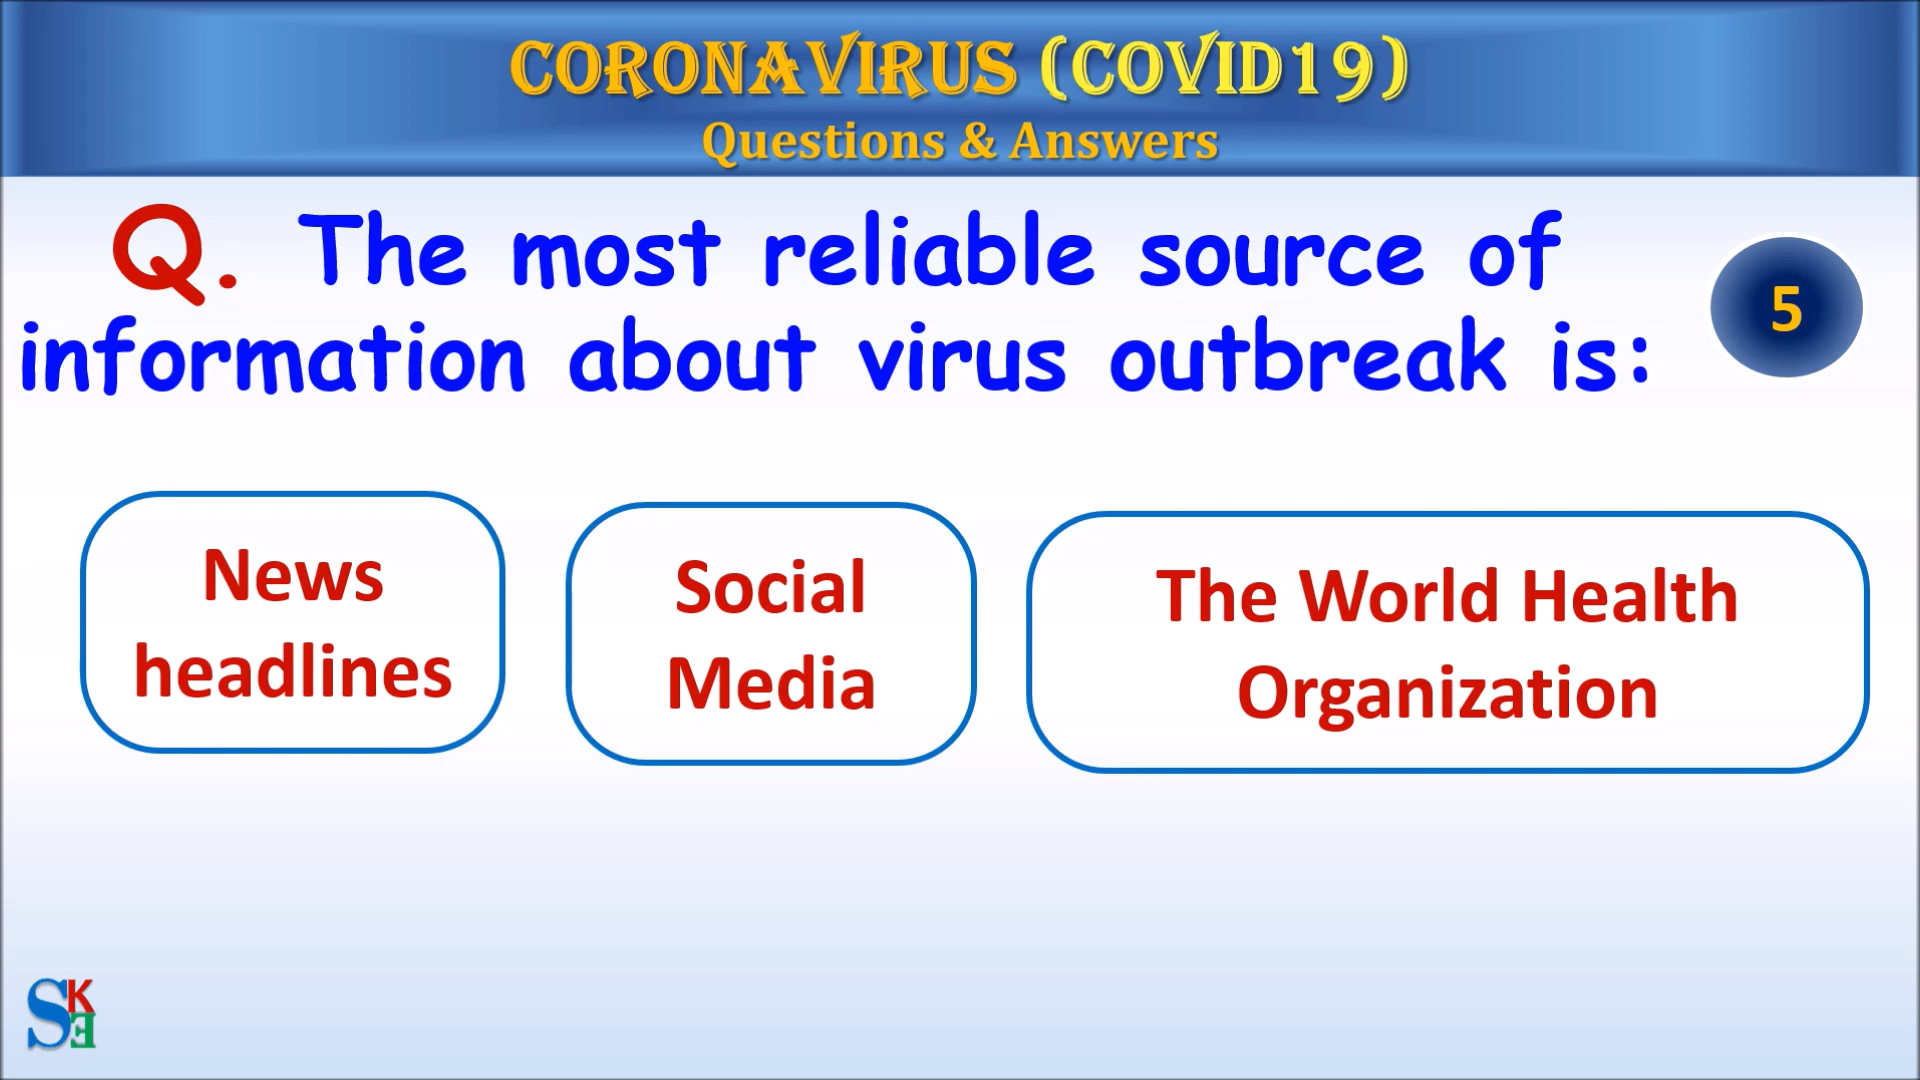 CORONAVIRUS (COVID19)
Questions & Answers
Q. The most reliable source of
information about virus outbreak is:
5
News
headlines
Social
Media
The World Health
Organization
SKE